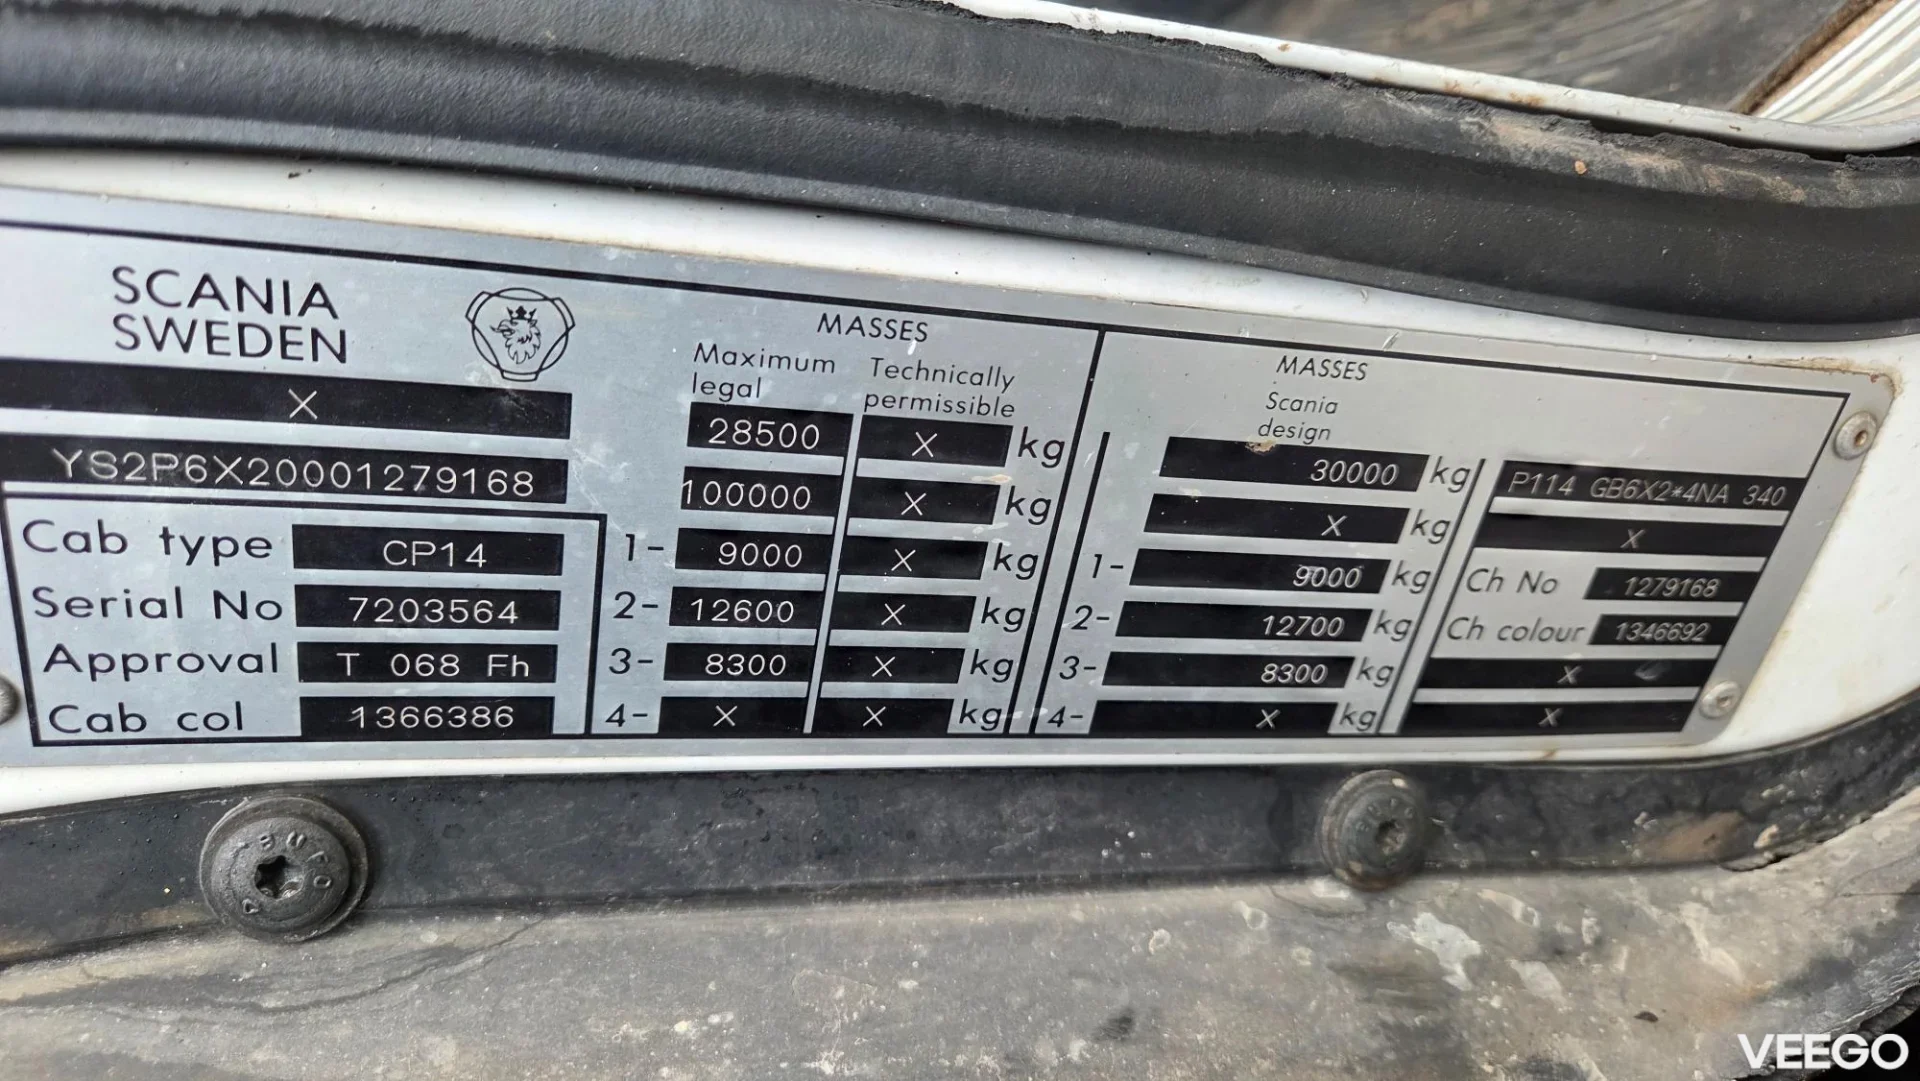 SCANIA
SWEDEN
X
YS2P6X20001279168
Cab type CP14
Serial No 7203564
Approval T 068 Fh
Cab col 1366386
MASSES
Maximum legal Technically permissible
28500 X kg
100000 X kg
1- 9000 X kg
2- 12600 X kg
3- 8300 X kg
4- X X kg
MASSES
Scania
design
30000 kg
X kg
1- 9000 kg
2- 12700 kg
3- 8300 kg
4- X kg
P114 GB6X2*4NA 340
X
Ch No 1279168
Ch colour 1346692
X
X
VEEGO